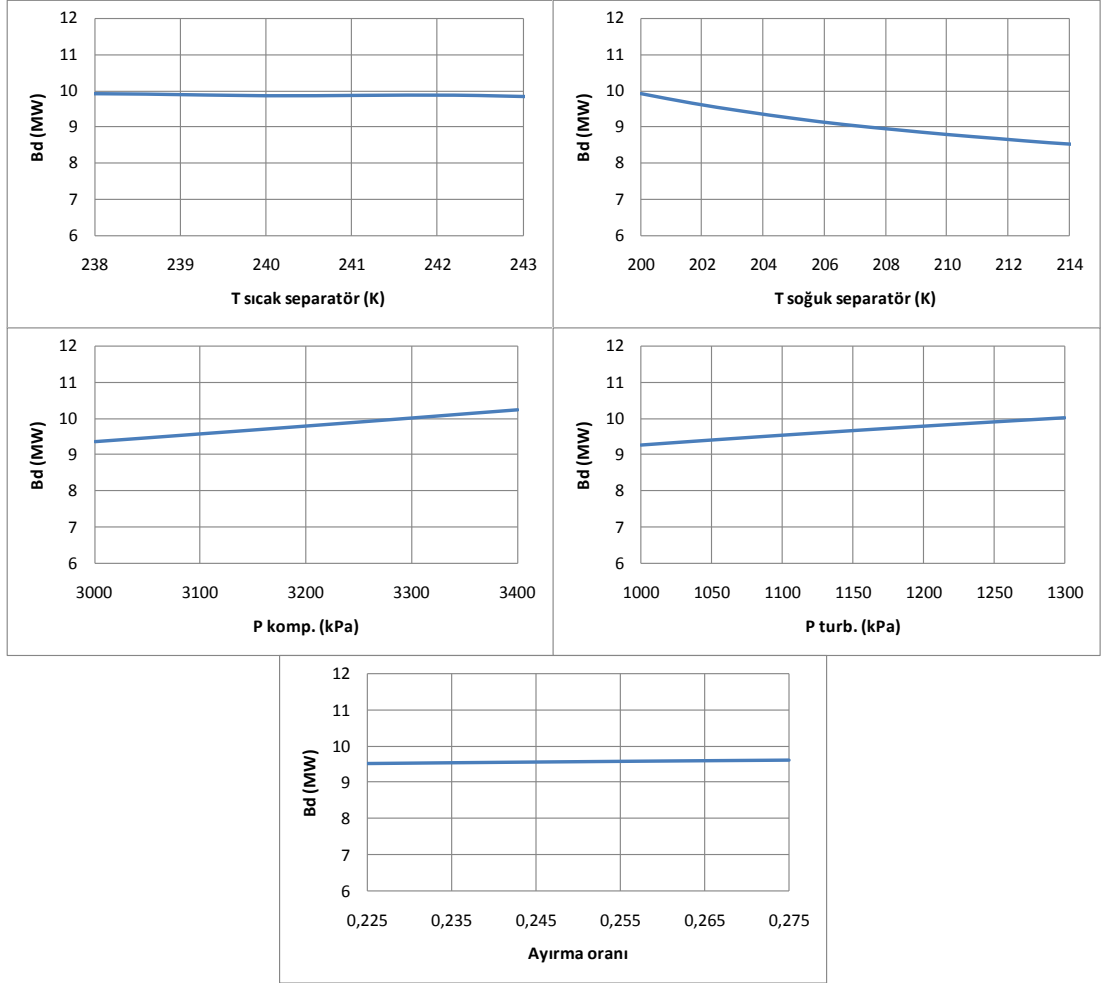 12
11
10
9
8
7
6
Bd (MW)
238 239 240 241 242 243
T sıcak separatör (K)
12
11
10
9
8
7
6
Bd (MW)
200 202 204 206 208 210 212 214
T soğuk separatör (K)
12
11
10
9
8
7
6
Bd (MW)
3000 3100 3200 3300 3400
P komp. (kPa)
12
11
10
9
8
7
6
Bd (MW)
1000 1050 1100 1150 1200 1250 1300
P turb. (kPa)
12
11
10
9
8
7
6
Bd (MW)
0,225 0,235 0,245 0,255 0,265 0,275
Ayırma oranı